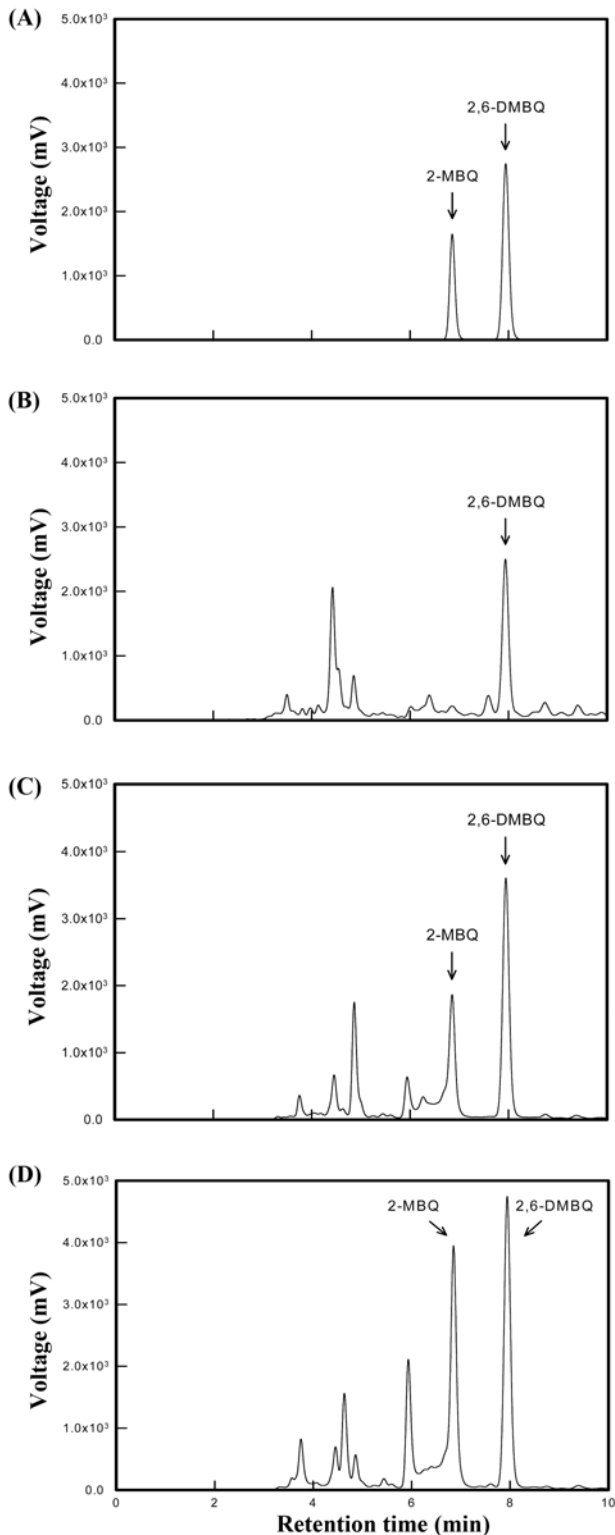 (A)
5.0x10³
4.0x10³
3.0x10³
2.0x10³
1.0x10³
0.0
Voltage (mV)
2-MBQ
2,6-DMBQ
(B)
5.0x10³
4.0x10³
3.0x10³
2.0x10³
1.0x10³
0.0
Voltage (mV)
2,6-DMBQ
(C)
5.0x10³
4.0x10³
3.0x10³
2.0x10³
1.0x10³
0.0
Voltage (mV)
2,6-DMBQ
2-MBQ
(D)
5.0x10³
4.0x10³
3.0x10³
2.0x10³
1.0x10³
0.0
Voltage (mV)
2-MBQ 2,6-DMBQ
0 2 4 6 8 10
Retention time (min)